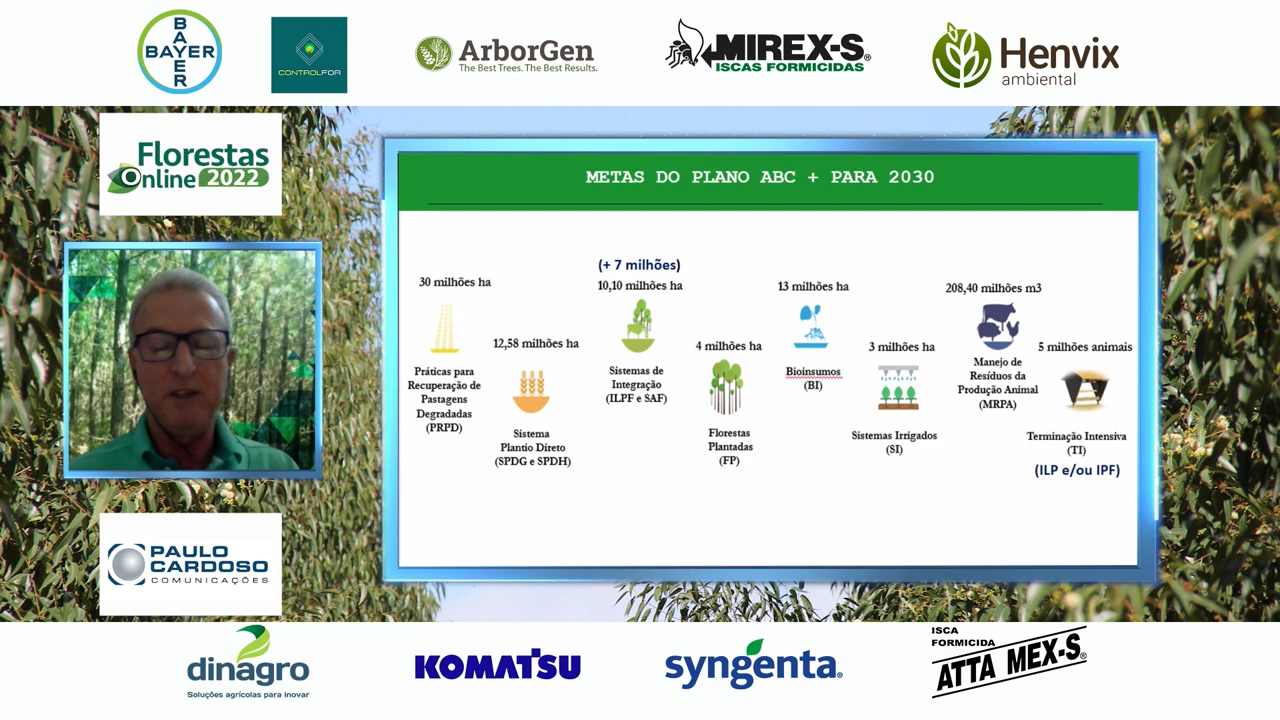 BAYER
BAYER
CONTROLFOR
ArborGen
The Best Trees. The Best Results.
MIREX-S®
ISCAS FORMICIDAS
Henvix
ambiental
Florestas
Online 2022
METAS DO PLANO ABC + PARA 2030
30 milhões ha
Práticas para
Recuperação de
Pastagens
Degradadas
(PRPD)
12,58 milhões ha
Sistema
Plantio Direto
(SPDG e SPDH)
(+ 7 milhões)
10,10 milhões ha
Sistemas de
Integração
(ILPF e SAF)
4 milhões ha
Florestas
Plantadas
(FP)
13 milhões ha
Bioinsumos
(BI)
3 milhões ha
Sistemas Irrigados
(SI)
208,40 milhões m3
Manejo de
Resíduos da
Produção Animal
(MRPA)
5 milhões animais
Terminação Intensiva
(TI)
(ILP e/ou IPF)
PAULO
CARDOSO
COMUNICAÇÕES
dinagro
Soluções agrícolas para inovar
KOMATSU
syngenta®
ISCA
FORMICIDA
ATTA MEX-S®